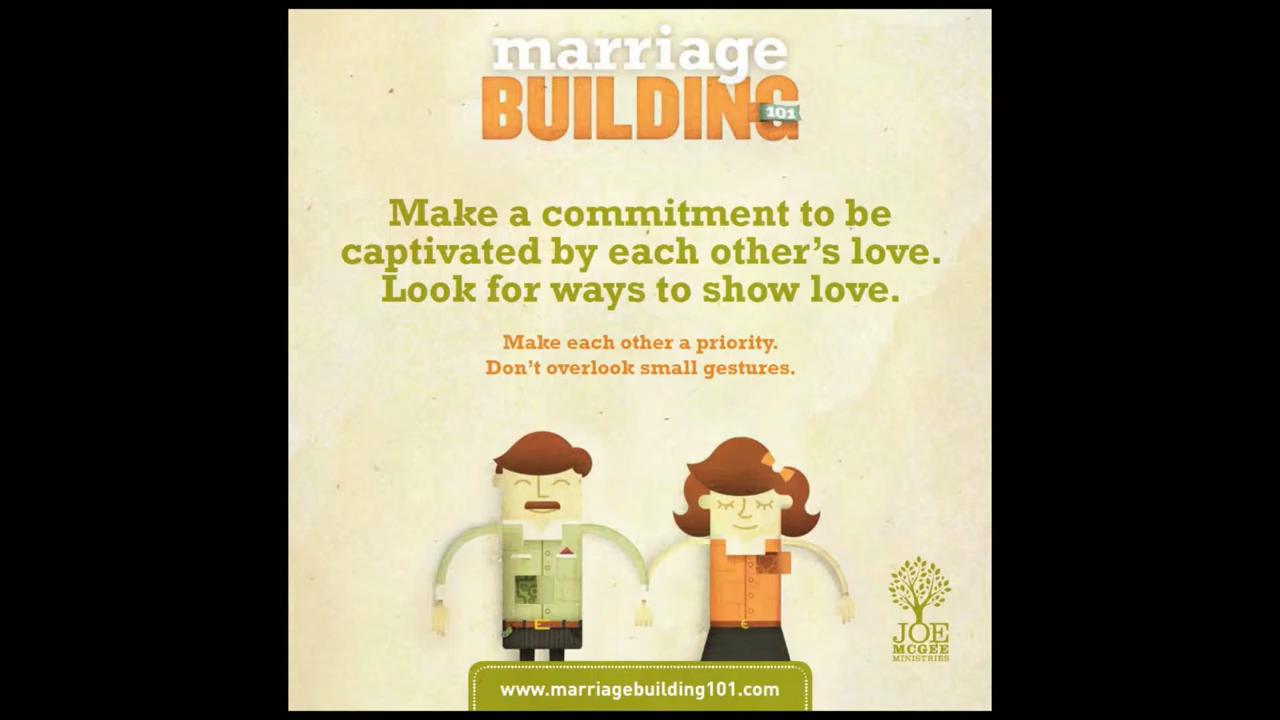 marriage
BUILDING
101
Make a commitment to be
captivated by each other's love.
Look for ways to show love.
Make each other a priority.
Don't overlook small gestures.
JOE
MCGEE
MINISTRIES
www.marriagebuilding101.com